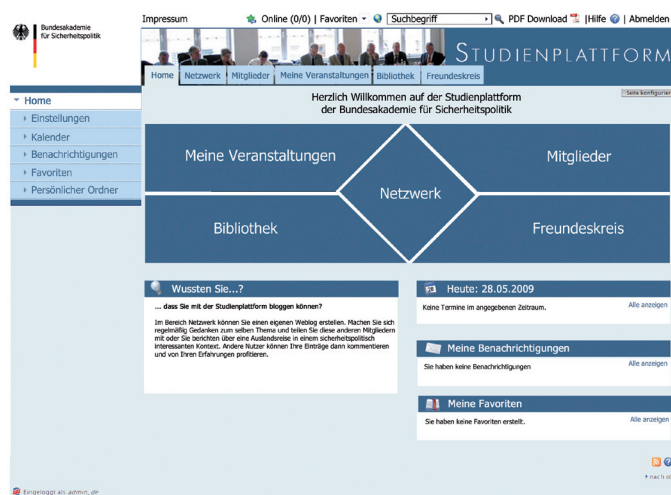 Bundesakademie
für Sicherheitspolitik
Impressum
Online (0/0) | Favoriten
Suchbegriff
PDF Download
|Hilfe
| Abmelden
STUDIENPLATTFORM
Home
Netzwerk
Mitglieder
Meine Veranstaltungen
Bibliothek
Freundeskreis
Home
Einstellungen
Kalender
Benachrichtigungen
Favoriten
Persönlicher Ordner
Herzlich Willkommen auf der Studienplattform
der Bundesakademie für Sicherheitspolitik
Seite konfigurier
Meine Veranstaltungen
Mitglieder
Netzwerk
Bibliothek
Freundeskreis
Wussten Sie...?
... dass Sie mit der Studienplattform bloggen können?
Im Bereich Netzwerk können Sie einen eigenen Weblog erstellen. Machen Sie sich
regelmäßig Gedanken zum selben Thema und teilen Sie diese anderen Mitgliedern
mit oder Sie berichten über eine Auslandsreise in einem sicherheitspolitisch
interessanten Kontext. Andere Nutzer können Ihre Einträge dann kommentieren
und von Ihren Erfahrungen profitieren.
Heute: 28.05.2009
Keine Termine im angegebenen Zeitraum.
Alle anzeigen
Meine Benachrichtigungen
Sie haben keine Benachrichtigungen
Alle anzeigen
Meine Favoriten
Sie haben keine Favoriten erstellt.
Alle anzeigen
nach o
Eingeloggt als admin_de